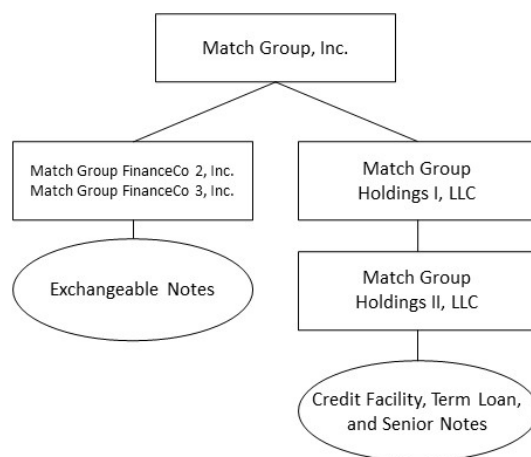 Match Group, Inc.
Match Group FinanceCo 2, Inc.
Match Group FinanceCo 3, Inc.
Match Group
Holdings I, LLC
Exchangeable Notes
Match Group
Holdings II, LLC
Credit Facility, Term Loan,
and Senior Notes